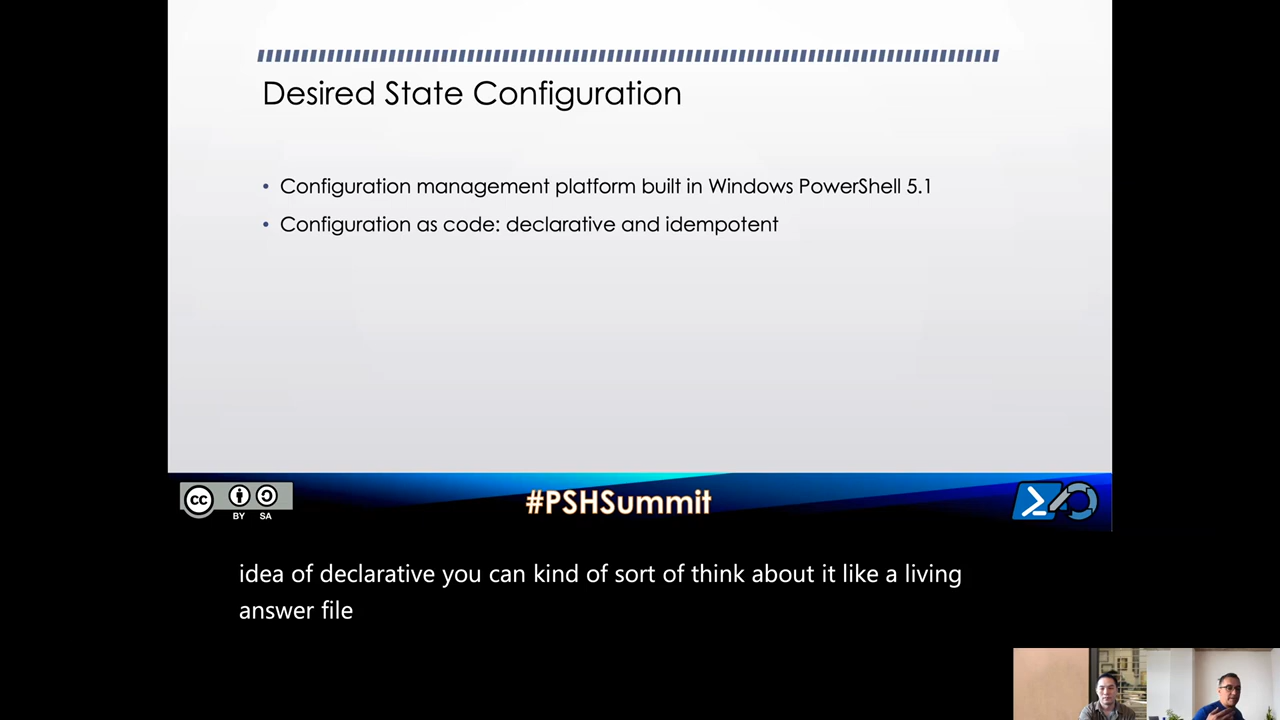 Desired State Configuration
• Configuration management platform built in Windows PowerShell 5.1
• Configuration as code: declarative and idempotent
cc
BY SA
#PSHSummit
idea of declarative you can kind of sort of think about it like a living
answer file